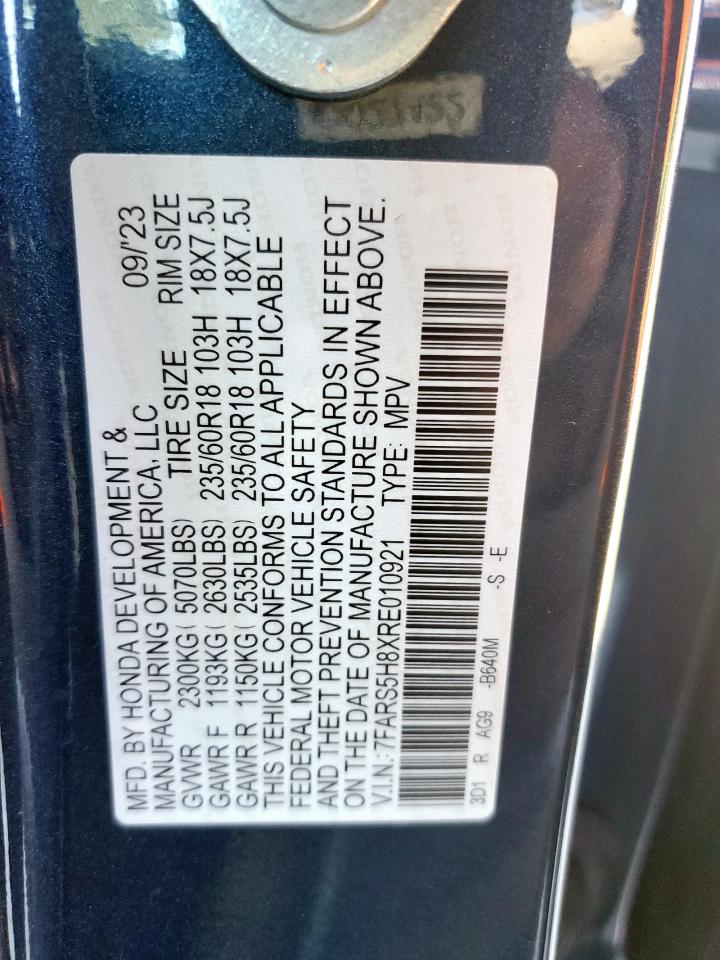 MFD. BY HONDA DEVELOPMENT &
MANUFACTURING OF AMERICA, LLC 09/'23
GVWR 2300KG( 5070LBS) TIRE SIZE RIM SIZE
GAWR F 1193KG( 2630LBS) 235/60R18 103H 18X7.5J
GAWR R 1150KG( 2535LBS) 235/60R18 103H 18X7.5J
THIS VEHICLE CONFORMS TO ALL APPLICABLE
FEDERAL MOTOR VEHICLE SAFETY
AND THEFT PREVENTION STANDARDS IN EFFECT
ON THE DATE OF MANUFACTURE SHOWN ABOVE.
V.I.N.: 7FARS5H8XRE010921 TYPE: MPV
3D1 R AG9 -B640M -S -E